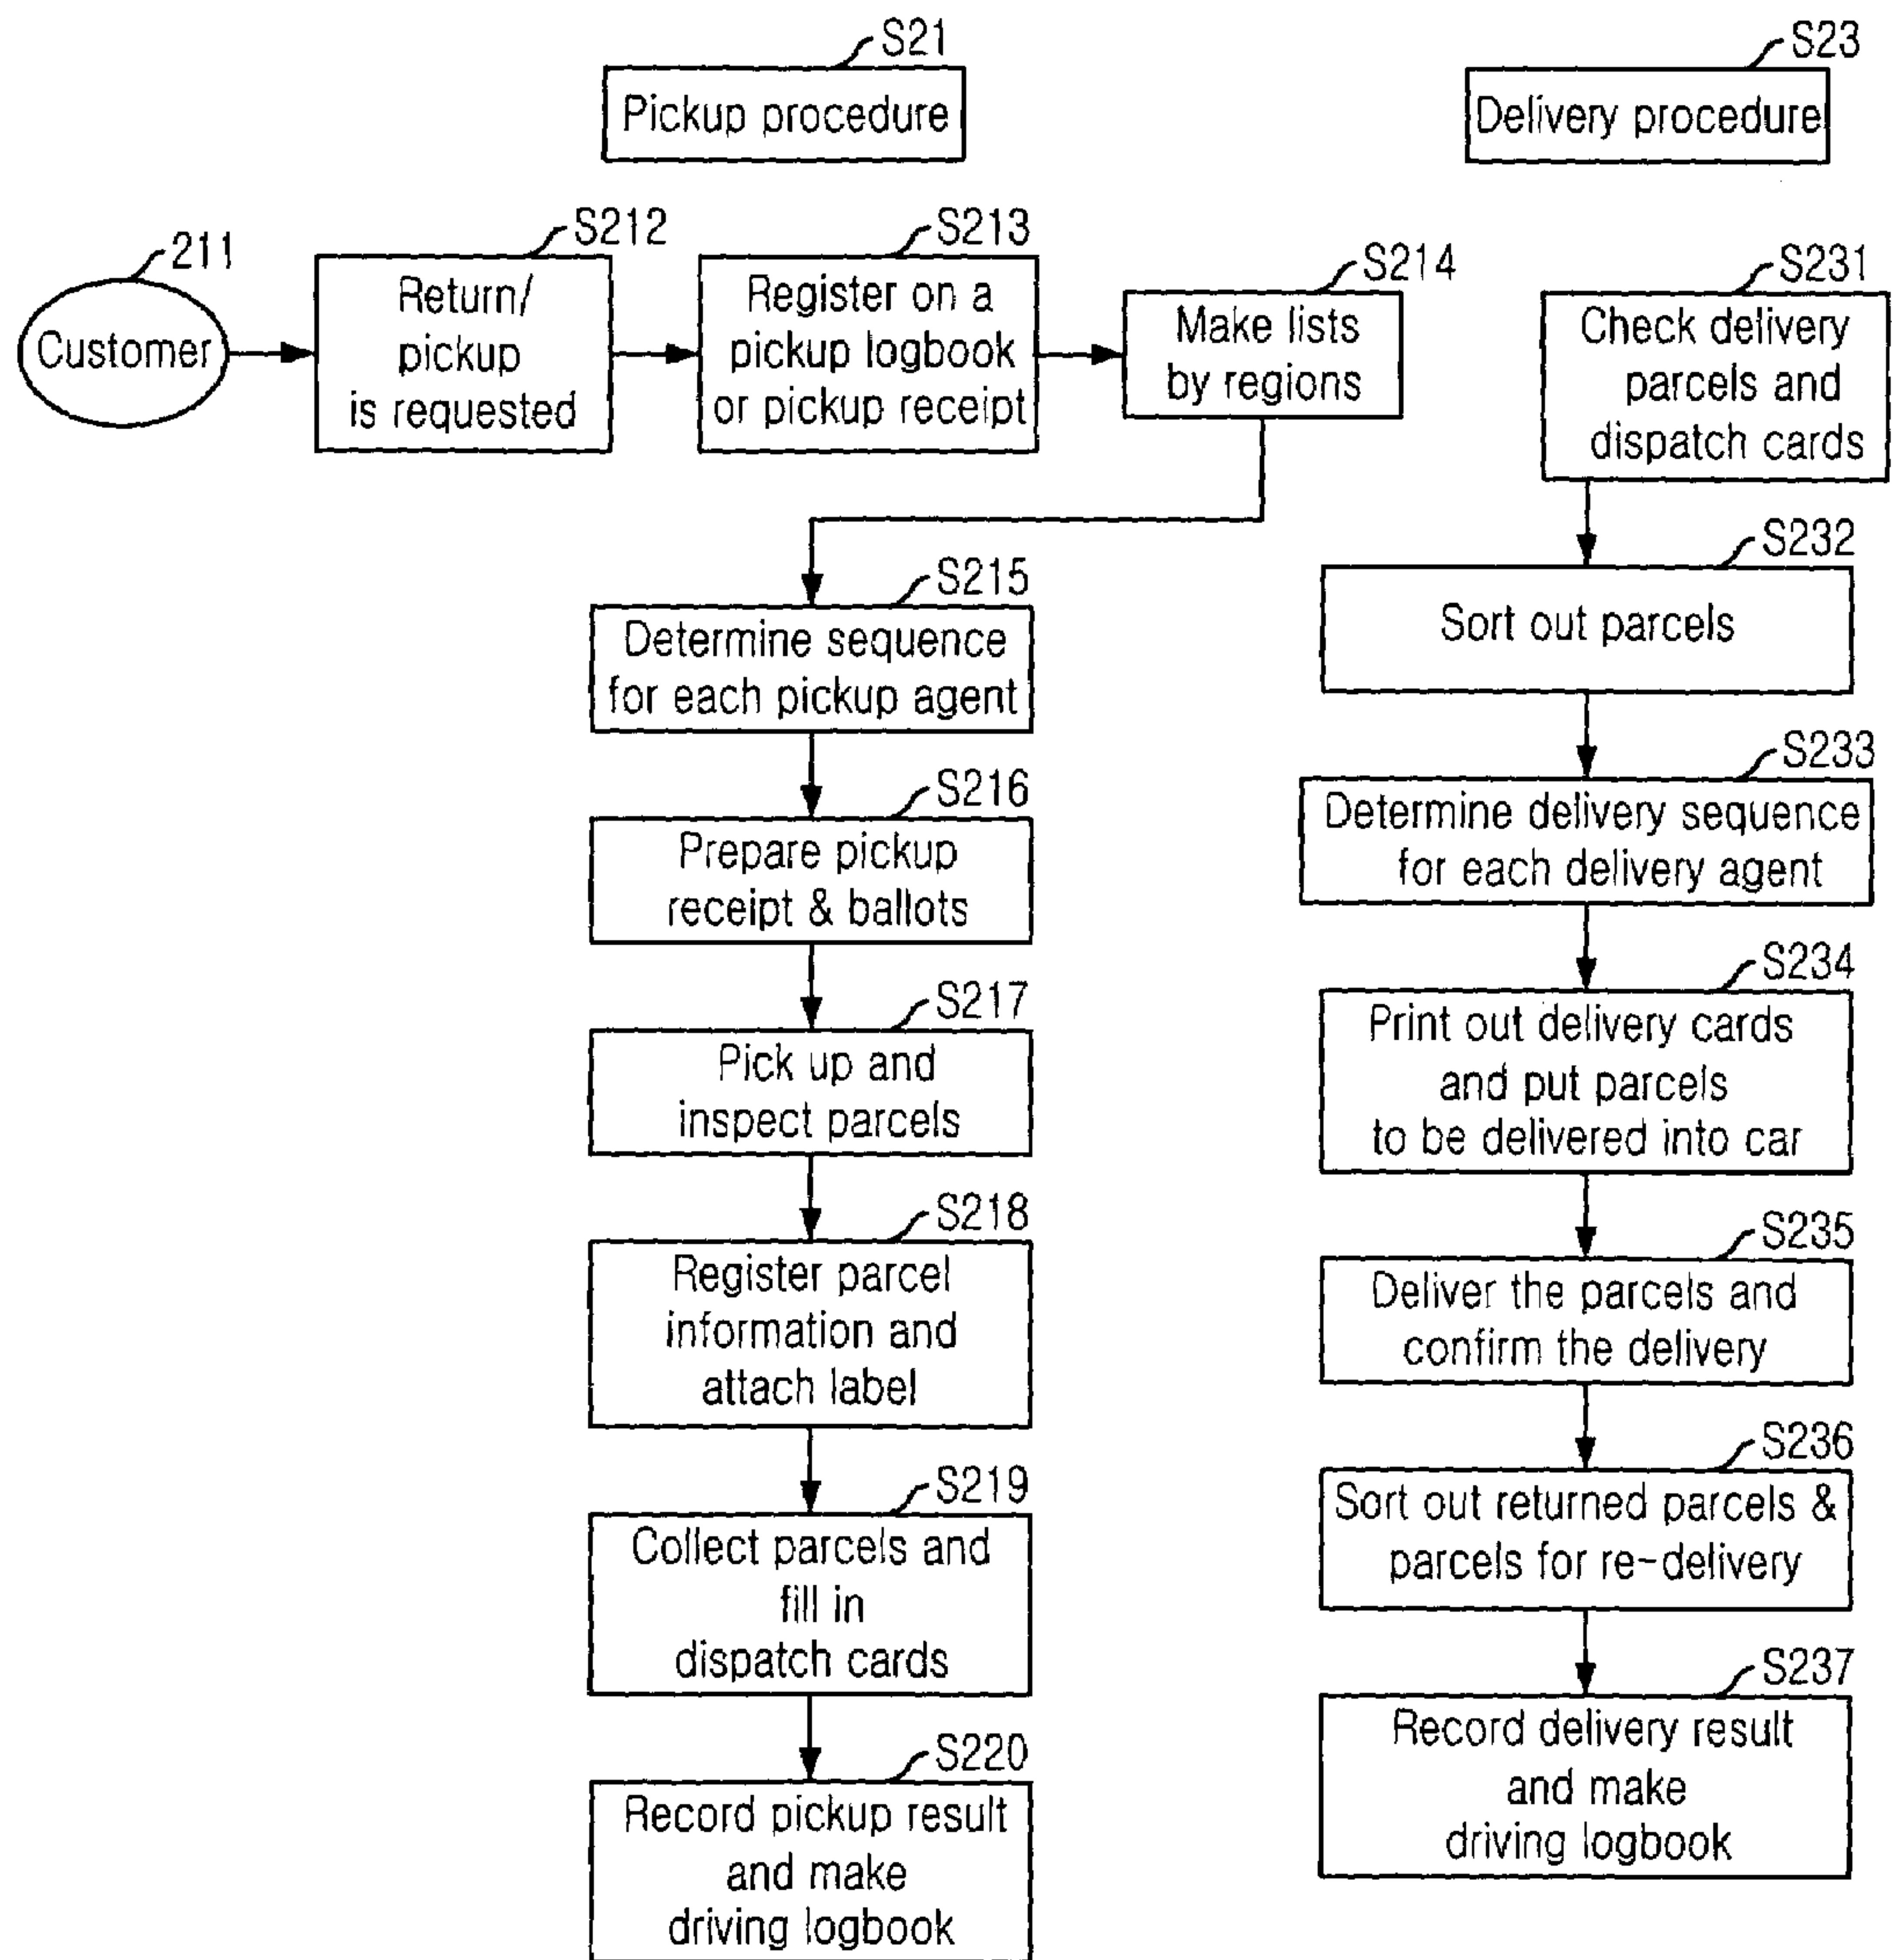 S21
Pickup procedure
S23
Delivery procedure
211
Customer
S212
Return/
pickup
is requested
S213
Register on a
pickup logbook
or pickup receipt
S214
Make lists
by regions
S215
Determine sequence
for each pickup agent
S216
Prepare pickup
receipt & ballots
S217
Pick up and
inspect parcels
S218
Register parcel
information and
attach label
S219
Collect parcels and
fill in
dispatch cards
S220
Record pickup result
and make
driving logbook
S231
Check delivery
parcels and
dispatch cards
S232
Sort out parcels
S233
Determine delivery sequence
for each delivery agent
S234
Print out delivery cards
and put parcels
to be delivered into car
S235
Deliver the parcels and
confirm the delivery
S236
Sort out returned parcels &
parcels for re-delivery
S237
Record delivery result
and make
driving logbook